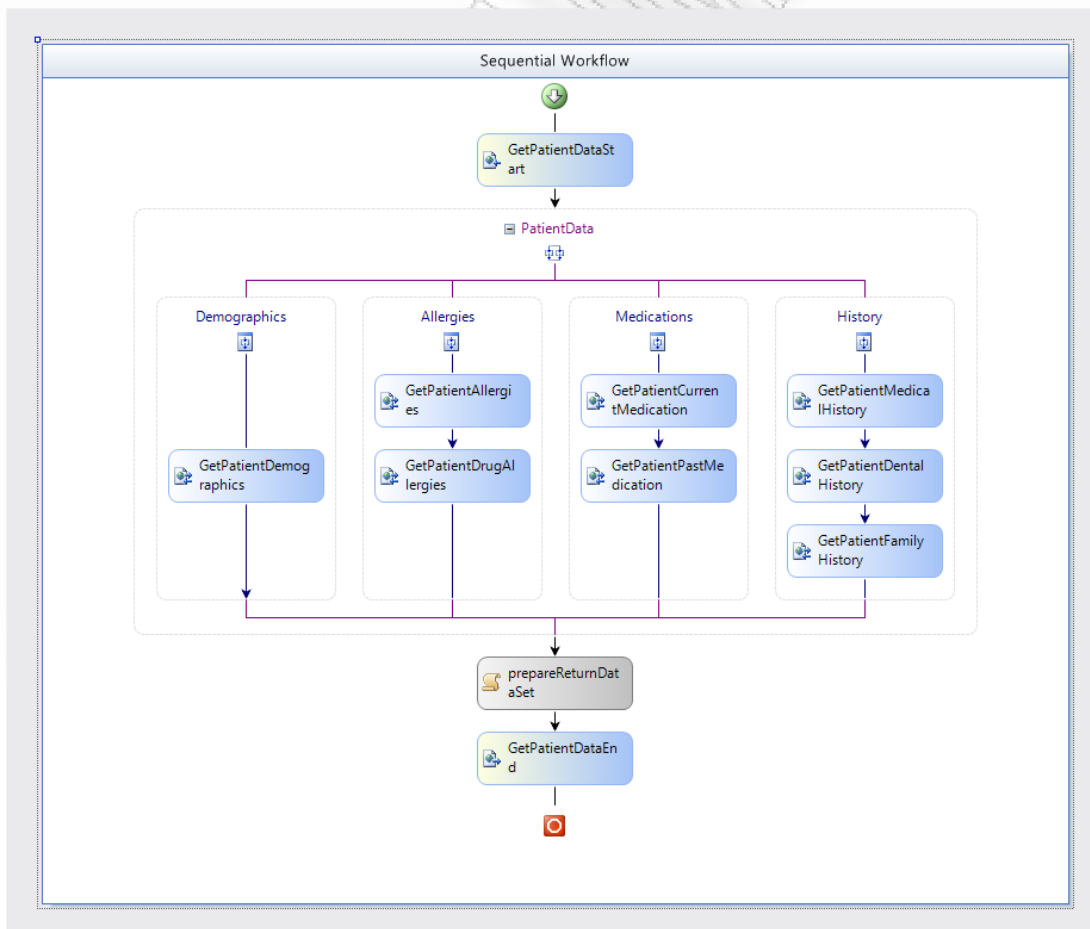 Sequential Workflow
GetPatientDataSt
art
PatientData
Demographics
Allergies
Medications
History
GetPatientAllergi
es
GetPatientCurren
tMedication
GetPatientMedica
lHistory
GetPatientDemog
raphics
GetPatientDrugAl
lergies
GetPatientPastMe
dication
GetPatientDental
History
GetPatientFamily
History
prepareReturnDat
aSet
GetPatientDataEn
d